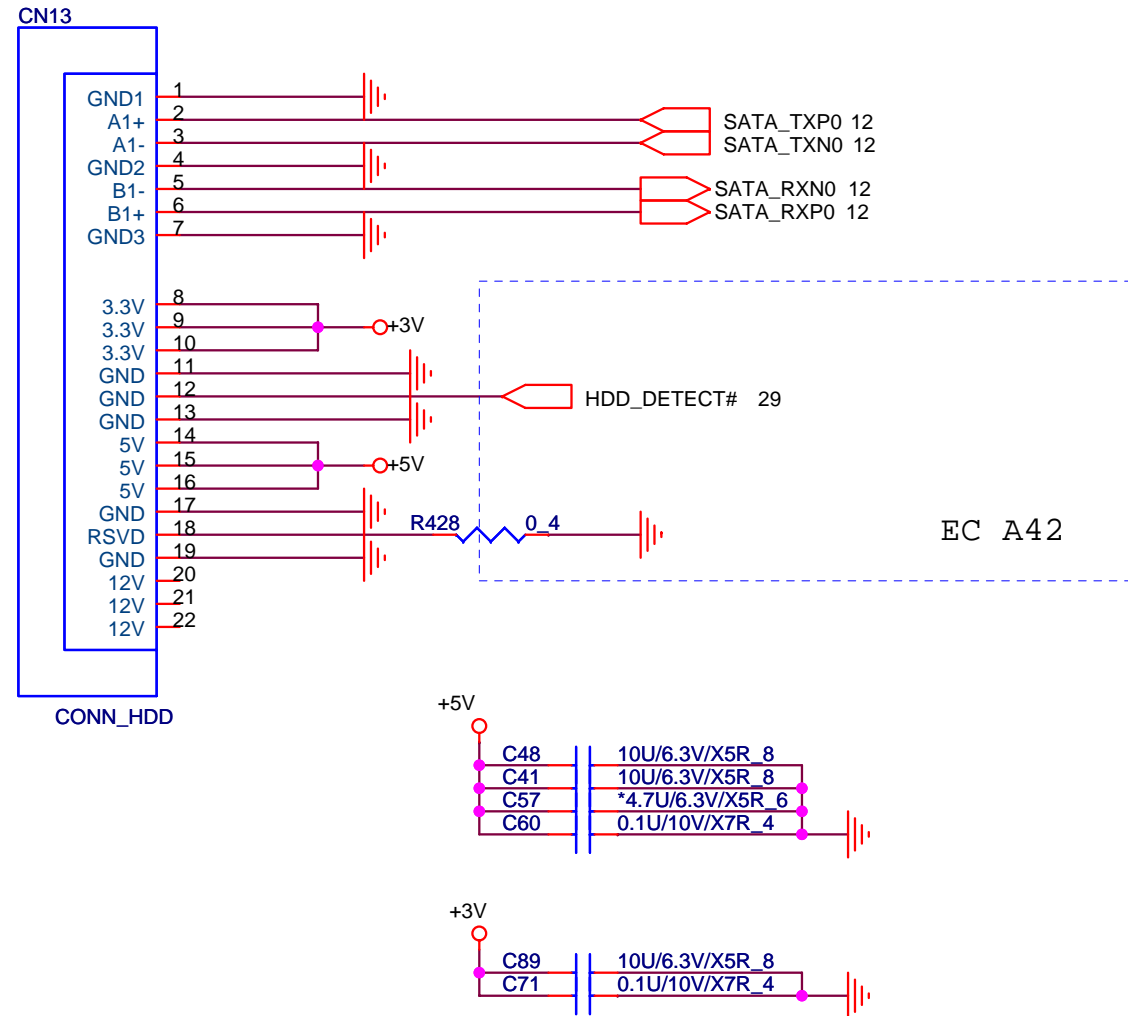 CN13
GND1 1
A1+ 2 SATA_TXP0 12
A1- 3 SATA_TXN0 12
GND2 4
B1- 5 SATA_RXN0 12
B1+ 6 SATA_RXP0 12
GND3 7
3.3V 8
3.3V 9 +3V
3.3V 10
GND 11
GND 12 HDD_DETECT# 29
GND 13
5V 14
5V 15 +5V
5V 16
GND 17
RSVD 18 R428 0_4 EC A42
GND 19
12V 20
12V 21
12V 22
CONN_HDD
+5V
C48 10U/6.3V/X5R_8
C41 10U/6.3V/X5R_8
C57 *4.7U/6.3V/X5R_6
C60 0.1U/10V/X7R_4
+3V
C89 10U/6.3V/X5R_8
C71 0.1U/10V/X7R_4